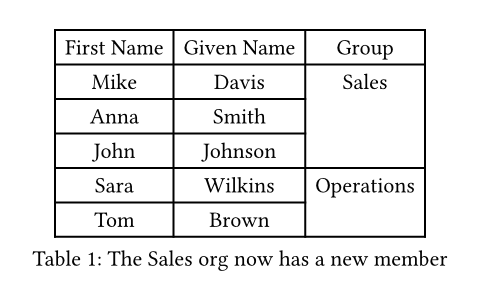 First Name Given Name Group
Mike Davis Sales
Anna Smith
John Johnson
Sara Wilkins Operations
Tom Brown
Table 1: The Sales org now has a new member